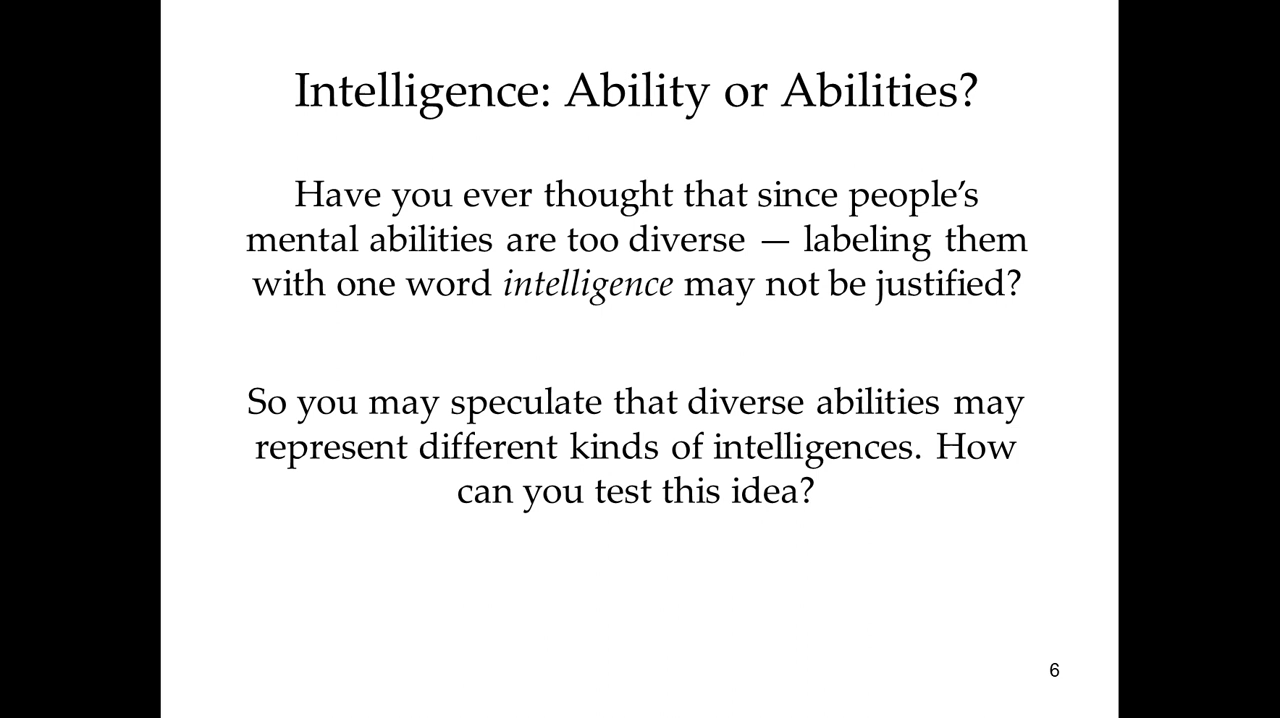 Intelligence: Ability or Abilities?
Have you ever thought that since people’s
mental abilities are too diverse — labeling them
with one word intelligence may not be justified?
So you may speculate that diverse abilities may
represent different kinds of intelligences. How
can you test this idea?
6